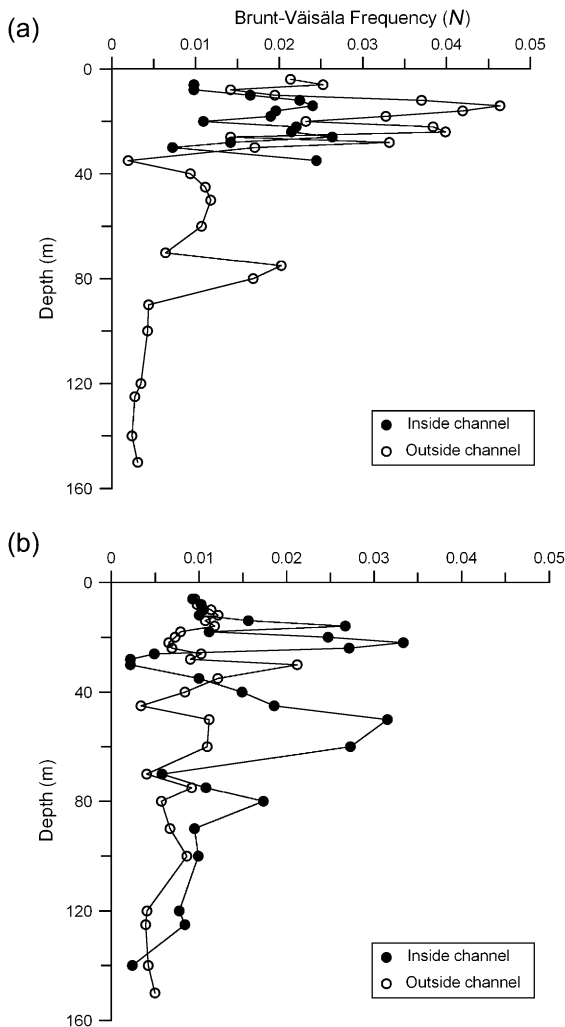 Brunt-Väisäla Frequency (N)
(a)
0 0.01 0.02 0.03 0.04 0.05
0
40
80
120
160
Depth (m)
Inside channel
Outside channel
(b)
0 0.01 0.02 0.03 0.04 0.05
0
40
80
120
160
Depth (m)
Inside channel
Outside channel